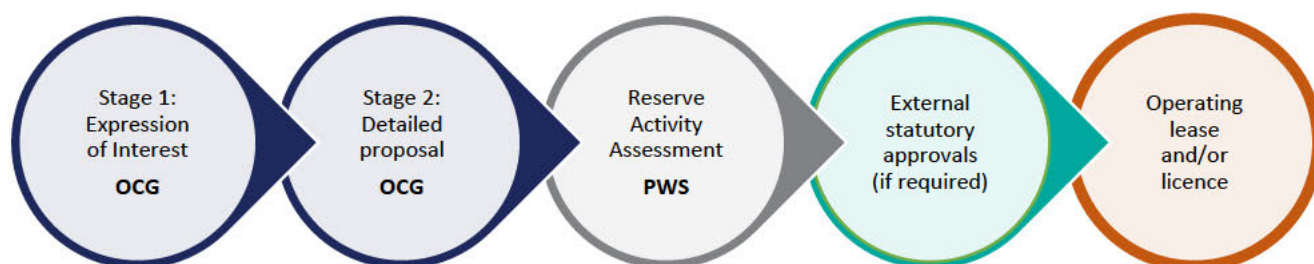 Stage 1:
Expression
of Interest
OCG
Stage 2:
Detailed
proposal
OCG
Reserve
Activity
Assessment
PWS
External
statutory
approvals
(if required)
Operating
lease
and/or
licence